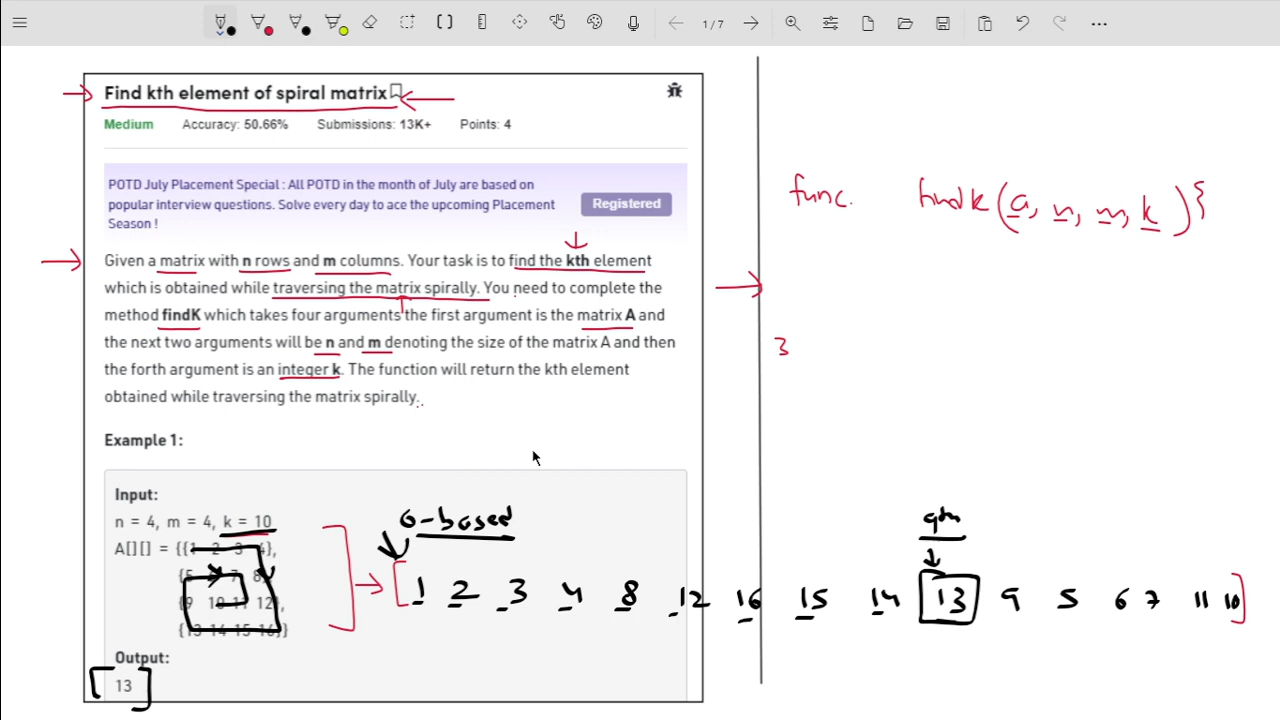 1/7
Find kth element of spiral matrix
Medium Accuracy: 50.66% Submissions: 13K+ Points: 4
POTD July Placement Special : All POTD in the month of July are based on
popular interview questions. Solve every day to ace the upcoming Placement
Season !
Registered
Given a matrix with n rows and m columns. Your task is to find the kth element
which is obtained while traversing the matrix spirally. You need to complete the
method findK which takes four arguments the first argument is the matrix A and
the next two arguments will be n and m denoting the size of the matrix A and then
the forth argument is an integer k. The function will return the kth element
obtained while traversing the matrix spirally.
func. findk(a, n, m, k){
3
Example 1:
Input:
n = 4, m = 4, k = 10
A[][] = {{1 2 3 4},
{5 6 7 8},
{9 10 11 12},
{13 14 15 16}}
0-based
9th
[1 2 3 4 8 12 16 15 14 13 9 5 6 7 11 10]
Output:
[13]